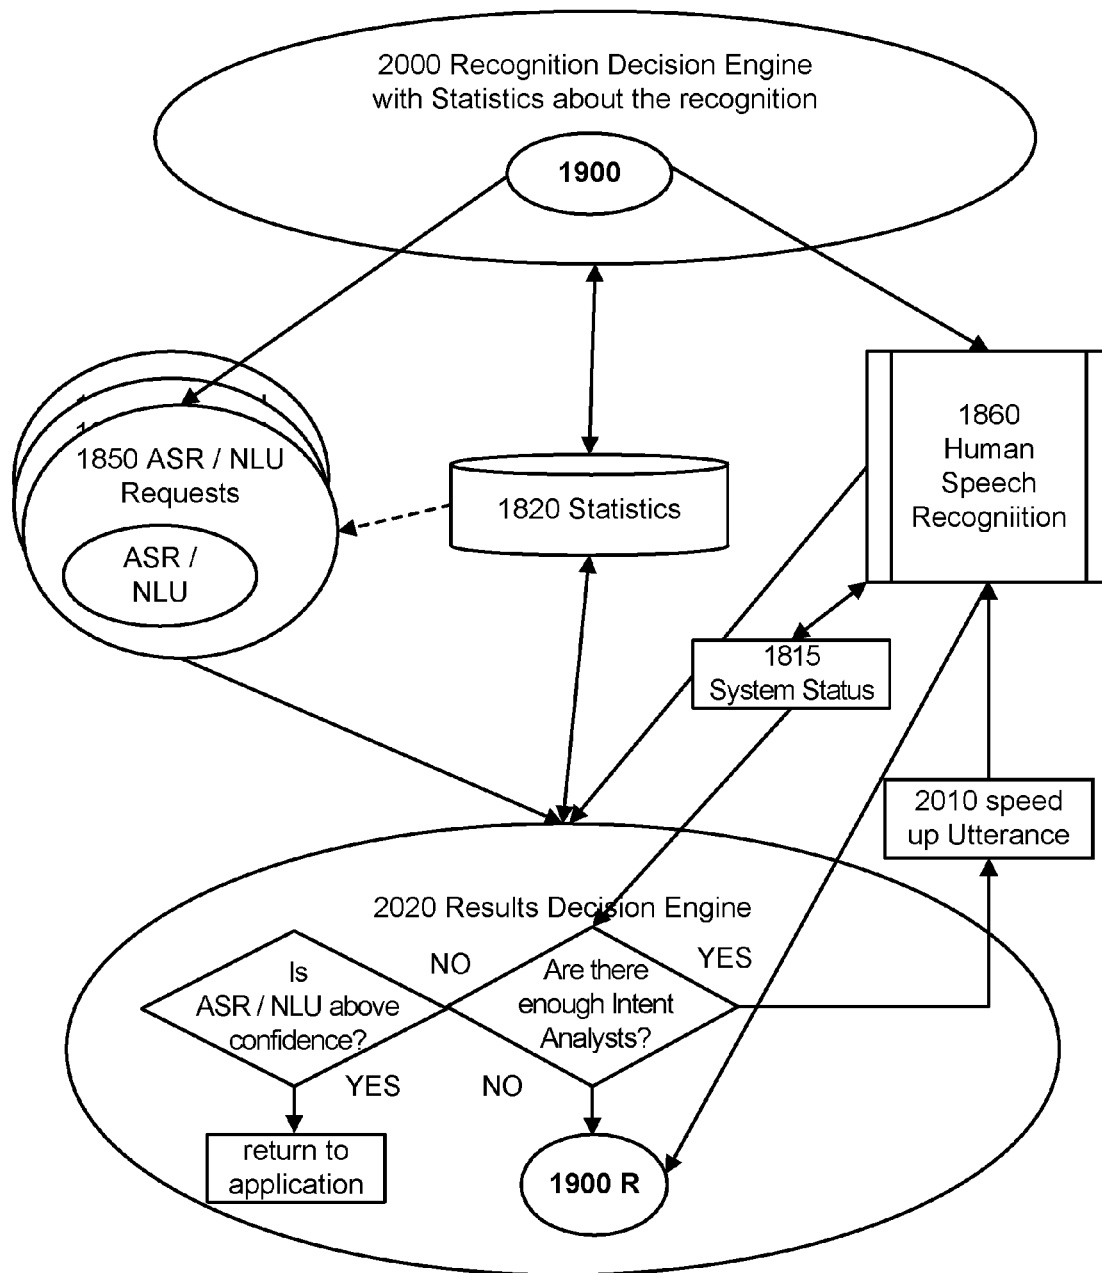 2000 Recognition Decision Engine
with Statistics about the recognition
1900
1850 ASR / NLU
Requests
ASR /
NLU
1820 Statistics
1860
Human
Speech
Recogniition
1815
System Status
2010 speed
up Utterance
2020 Results Decision Engine
Is
ASR / NLU above
confidence?
NO
Are there
enough Intent
Analysts?
YES
YES
NO
return to
application
1900 R